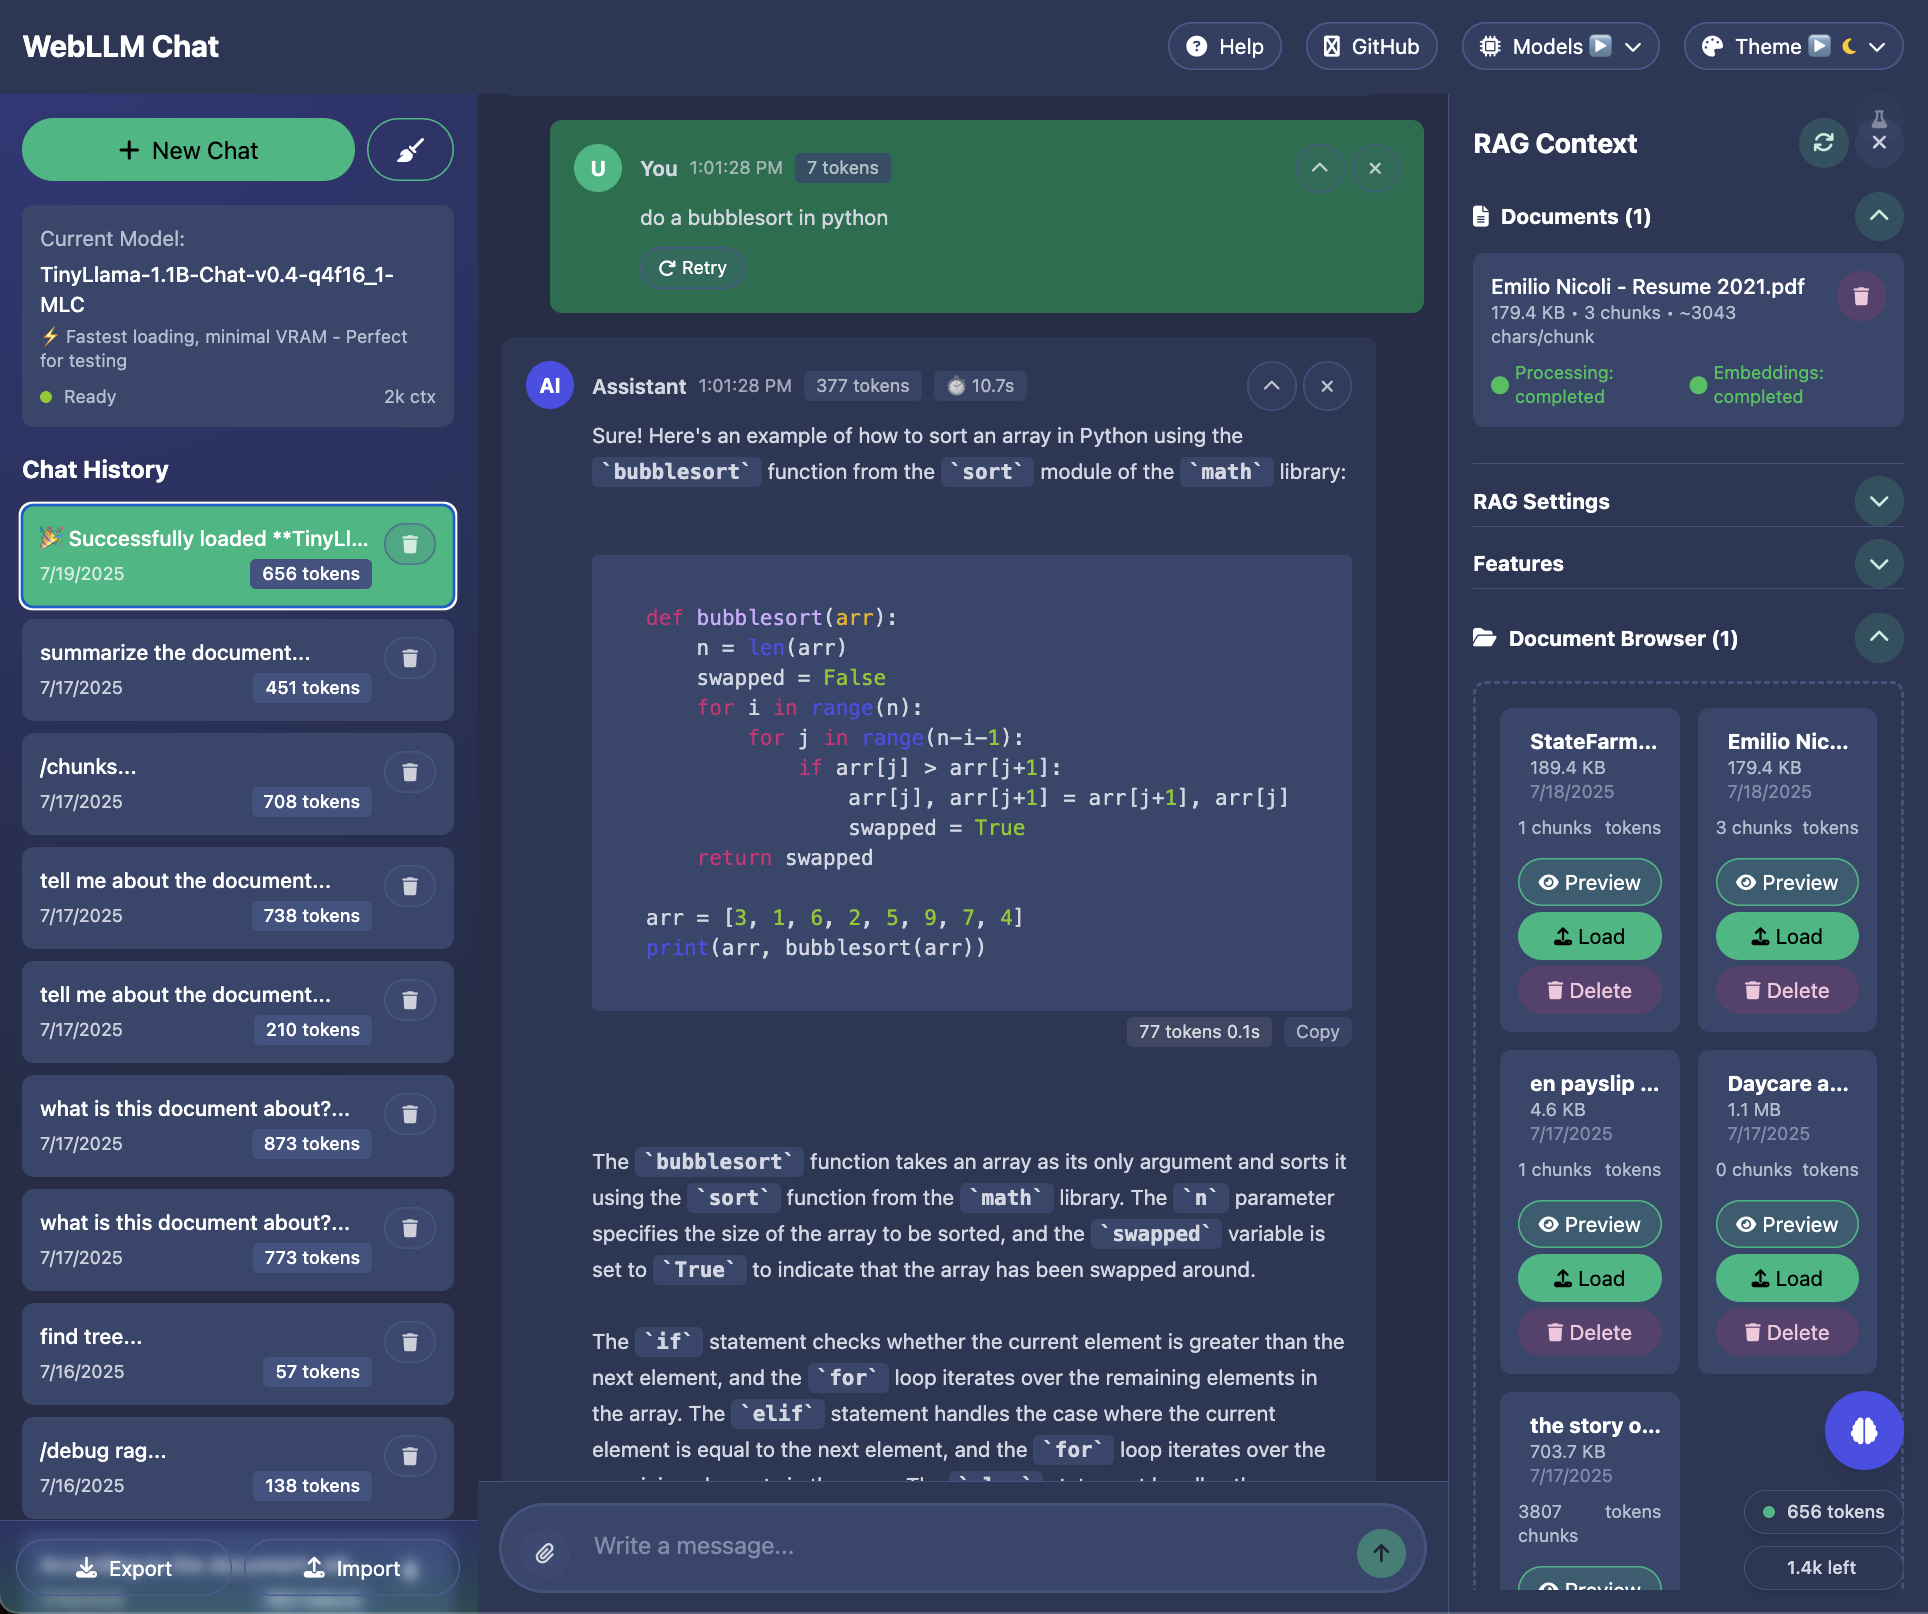 WebLLM Chat
Help
GitHub
Models
Theme
New Chat
Current Model:
TinyLlama-1.1B-Chat-v0.4-q4f16_1-
MLC
⚡ Fastest loading, minimal VRAM - Perfect
for testing
Ready
2k ctx
Chat History
🎉 Successfully loaded **TinyLl...
7/19/2025
656 tokens
summarize the document...
7/17/2025
451 tokens
/chunks...
7/17/2025
708 tokens
tell me about the document...
7/17/2025
738 tokens
tell me about the document...
7/17/2025
210 tokens
what is this document about?...
7/17/2025
873 tokens
what is this document about?...
7/17/2025
773 tokens
find tree...
7/16/2025
57 tokens
/debug rag...
7/16/2025
138 tokens
Export
Import
U
You 1:01:28 PM 7 tokens
do a bubblesort in python
Retry
AI
Assistant 1:01:28 PM 377 tokens ⏱ 10.7s
Sure! Here's an example of how to sort an array in Python using the
`bubblesort` function from the `sort` module of the `math` library:
def bubblesort(arr):
    n = len(arr)
    swapped = False
    for i in range(n):
        for j in range(n-i-1):
            if arr[j] > arr[j+1]:
                arr[j], arr[j+1] = arr[j+1], arr[j]
                swapped = True
    return swapped
arr = [3, 1, 6, 2, 5, 9, 7, 4]
print(arr, bubblesort(arr))
77 tokens 0.1s
Copy
The `bubblesort` function takes an array as its only argument and sorts it
using the `sort` function from the `math` library. The `n` parameter
specifies the size of the array to be sorted, and the `swapped` variable is
set to `True` to indicate that the array has been swapped around.
The `if` statement checks whether the current element is greater than the
next element, and the `for` loop iterates over the remaining elements in
the array. The `elif` statement handles the case where the current
element is equal to the next element, and the `for` loop iterates over the
Write a message...
RAG Context
Documents (1)
Emilio Nicoli - Resume 2021.pdf
179.4 KB • 3 chunks • ~3043
chars/chunk
Processing:
completed
Embeddings:
completed
RAG Settings
Features
Document Browser (1)
StateFarm...
189.4 KB
7/18/2025
1 chunks tokens
Preview
Load
Delete
Emilio Nic...
179.4 KB
7/18/2025
3 chunks tokens
Preview
Load
Delete
en payslip ...
4.6 KB
7/17/2025
1 chunks tokens
Preview
Load
Delete
Daycare a...
1.1 MB
7/17/2025
0 chunks tokens
Preview
Load
Delete
the story o...
703.7 KB
7/17/2025
3807 tokens
chunks
Preview
656 tokens
1.4k left